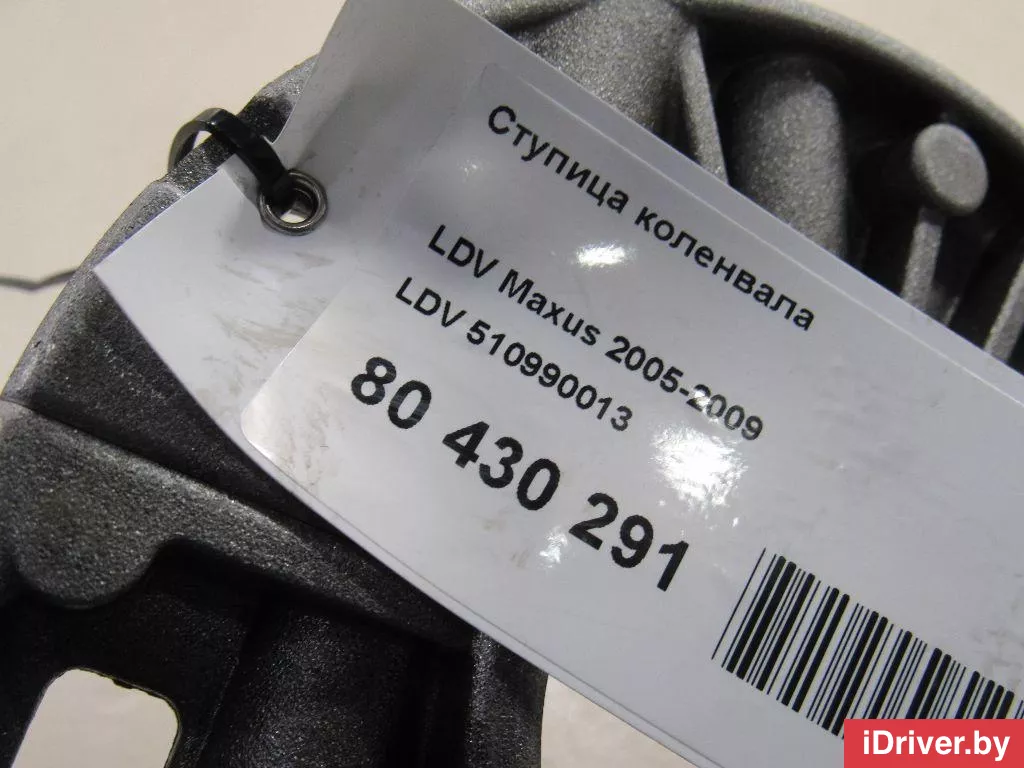 Ступица коленвала
LDV Maxus 2005-2009
LDV 510990013
80 430 291
iDriver.by